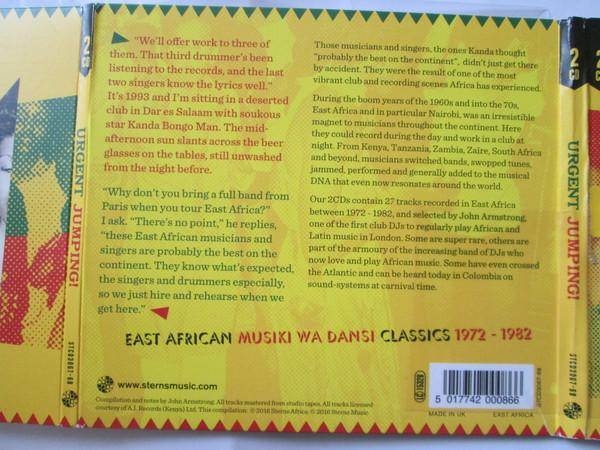 2CD
URGENT JUMPING!
STCD3067-68
"We'll offer work to three of
them. That third drummer's been
listening to the records, and the last
two singers know the lyrics well."
It's 1993 and I'm sitting in a deserted
club in Dar es Salaam with soukous
star Kanda Bongo Man. The mid-
afternoon sun slants across the beer
glasses on the tables, still unwashed
from the night before.
"Why don't you bring a full band from
Paris when you tour East Africa?"
I ask. "There's no point," he replies,
"these East African musicians and
singers are probably the best on the
continent. They know what's expected,
the singers and drummers especially,
so we just hire and rehearse when we
get here."
Those musicians and singers, the ones Kanda thought
"probably the best on the continent", didn't just get there
by accident. They were the result of one of the most
vibrant club and recording scenes Africa has experienced.
During the boom years of the 1960s and into the 70s,
East Africa and in particular Nairobi, was an irresistible
magnet to musicians throughout the continent. Here
they could record during the day and work in a club at
night. From Kenya, Tanzania, Zambia, Zaire, South Africa
and beyond, musicians switched bands, swopped tunes,
jammed, performed and generally added to the musical
DNA that even now resonates around the world.
Our 2CDs contain 27 tracks recorded in East Africa
between 1972 - 1982, and selected by John Armstrong,
one of the first club DJs to regularly play African and
Latin music in London. Some are super rare, others are
part of the armoury of the increasing band of DJs who
now love and play African music. Some have even crossed
the Atlantic and can be heard today in Colombia on
sound-systems at carnival time.
EAST AFRICAN MUSIKI WA DANSI CLASSICS 1972 - 1982
www.sternsmusic.com
Compilation and notes by John Armstrong. All tracks mastered from studio tapes. All tracks licensed
courtesy of A.I. Records (Kenya) Ltd. This compilation: © 2016 Sterns Africa. © 2016 Sterns Music
LC 15029
5 017742 000866
STCD3067-68
MADE IN UK EAST AFRICA
2CD
URGENT JUMPING!
STCD3067-68